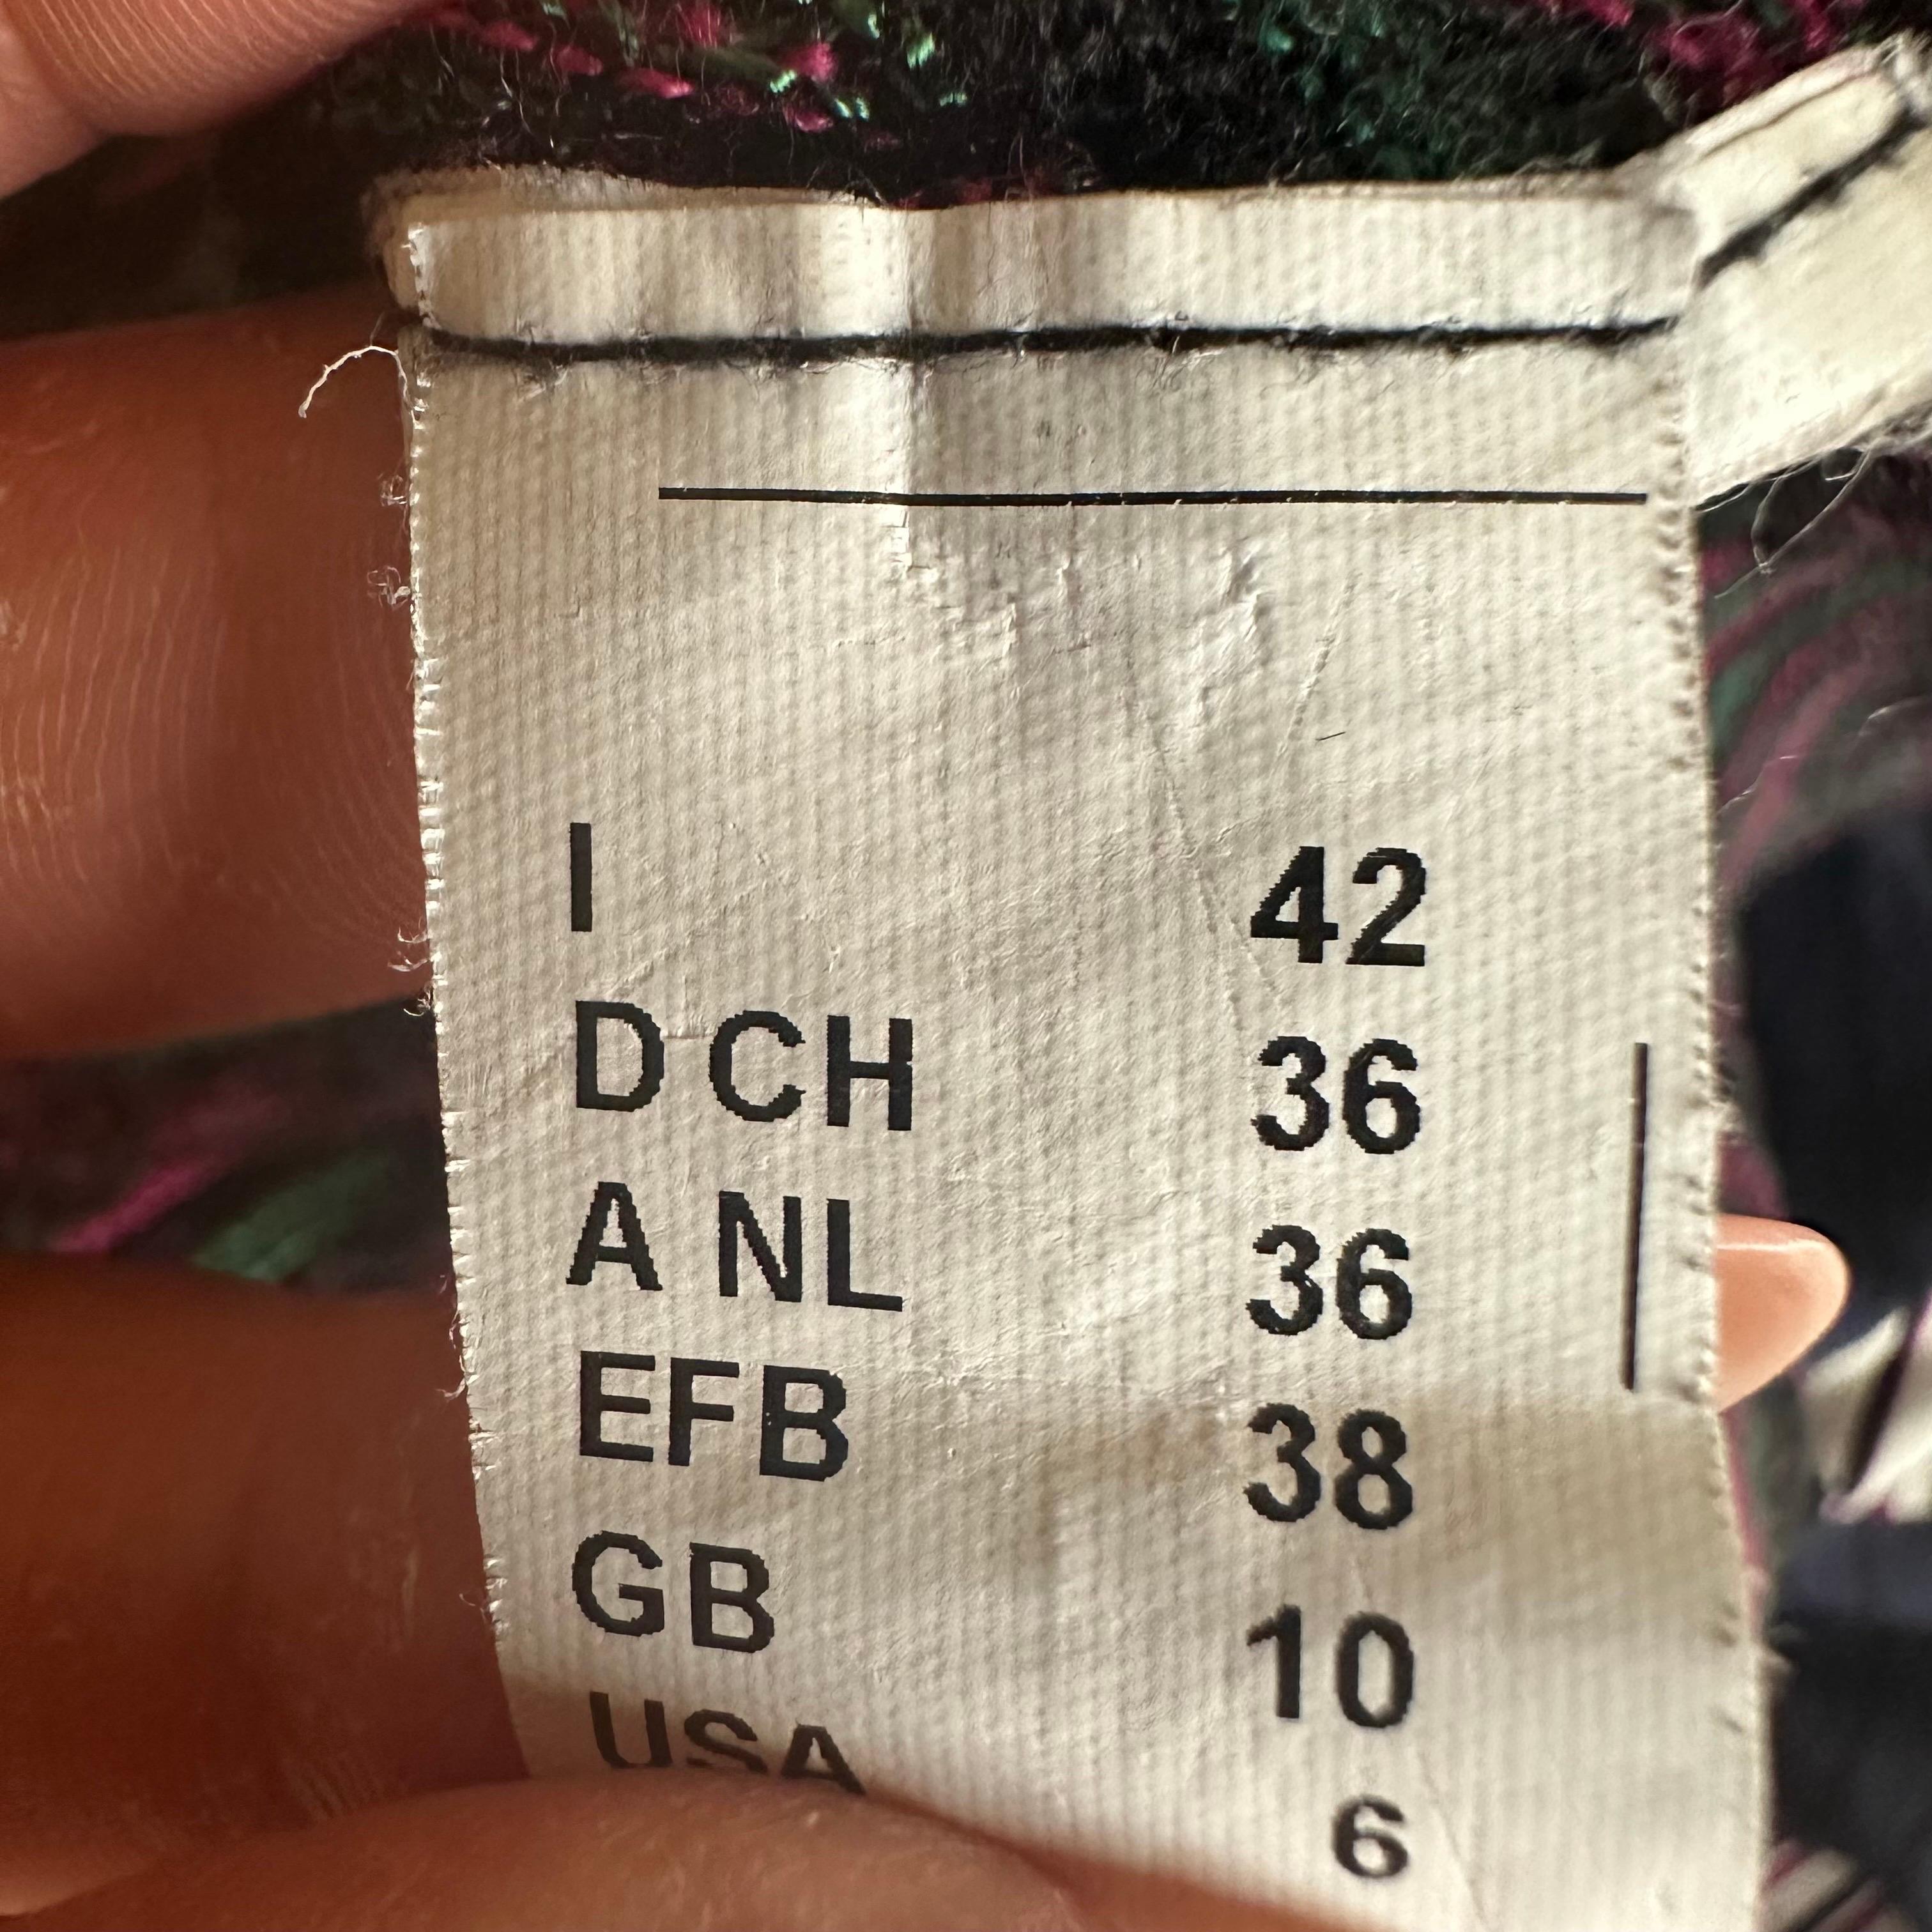 I 42
D CH 36
A NL 36
EFB 38
GB 10
USA 6